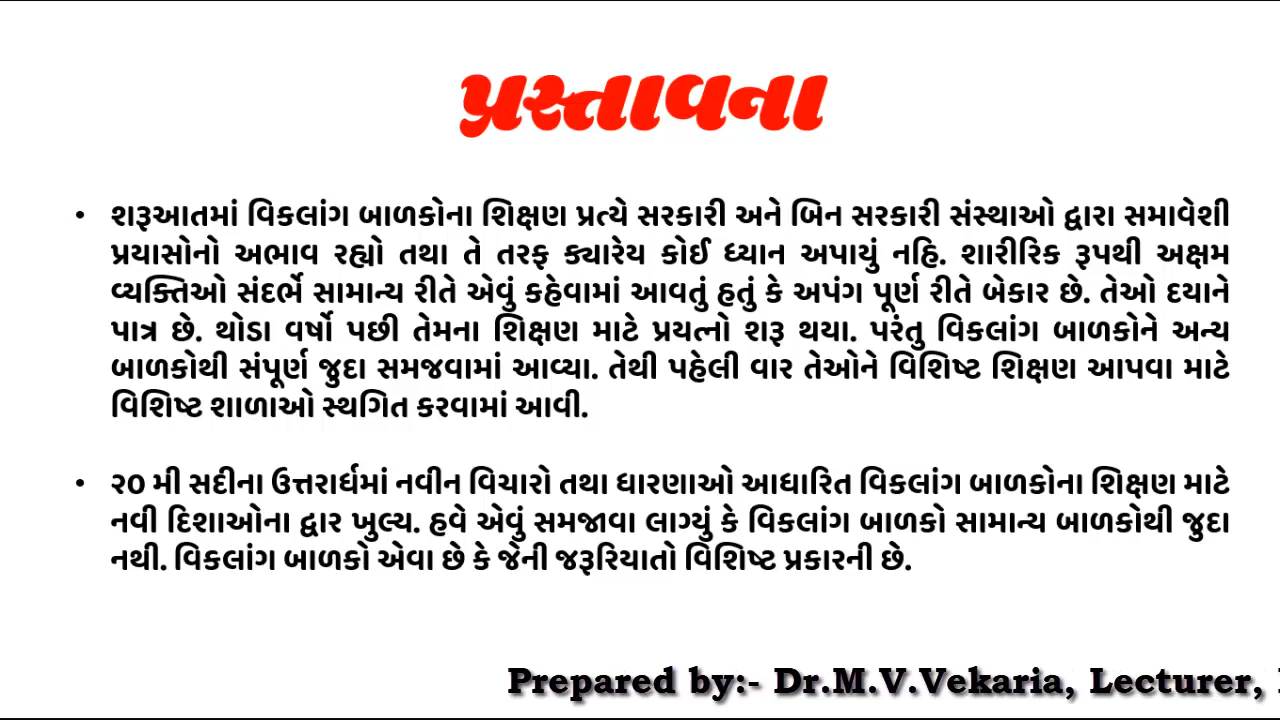 પ્રસ્તાવના
• શરૂઆતમાં વિકલાંગ બાળકોના શિક્ષણ પ્રત્યે સરકારી અને બિન સરકારી સંસ્થાઓ દ્વારા સમાવેશી
પ્રયાસોનો અભાવ રહ્યો તથા તે તરફ ક્યારેય કોઈ ધ્યાન અપાયું નહિ. શારીરિક રૂપથી અક્ષમ
વ્યક્તિઓ સંદર્ભે સામાન્ય રીતે એવું કહેવામાં આવતું હતું કે અપંગ પૂર્ણ રીતે બેકાર છે. તેઓ દયાને
પાત્ર છે. થોડા વર્ષો પછી તેમના શિક્ષણ માટે પ્રયત્નો શરૂ થયા. પરંતુ વિકલાંગ બાળકોને અન્ય
બાળકોથી સંપૂર્ણ જુદા સમજવામાં આવ્યા. તેથી પહેલી વાર તેઓને વિશિષ્ટ શિક્ષણ આપવા માટે
વિશિષ્ટ શાળાઓ સ્થગિત કરવામાં આવી.
• ૨૦ મી સદીના ઉત્તરાર્ધમાં નવીન વિચારો તથા ધારણાઓ આધારિત વિકલાંગ બાળકોના શિક્ષણ માટે
નવી દિશાઓના દ્વાર ખુલ્ય. હવે એવું સમજાવા લાગ્યું કે વિકલાંગ બાળકો સામાન્ય બાળકોથી જુદા
નથી. વિકલાંગ બાળકો એવા છે કે જેની જરૂરિયાતો વિશિષ્ટ પ્રકારની છે.
Prepared by:- Dr.M.V.Vekaria, Lecturer,